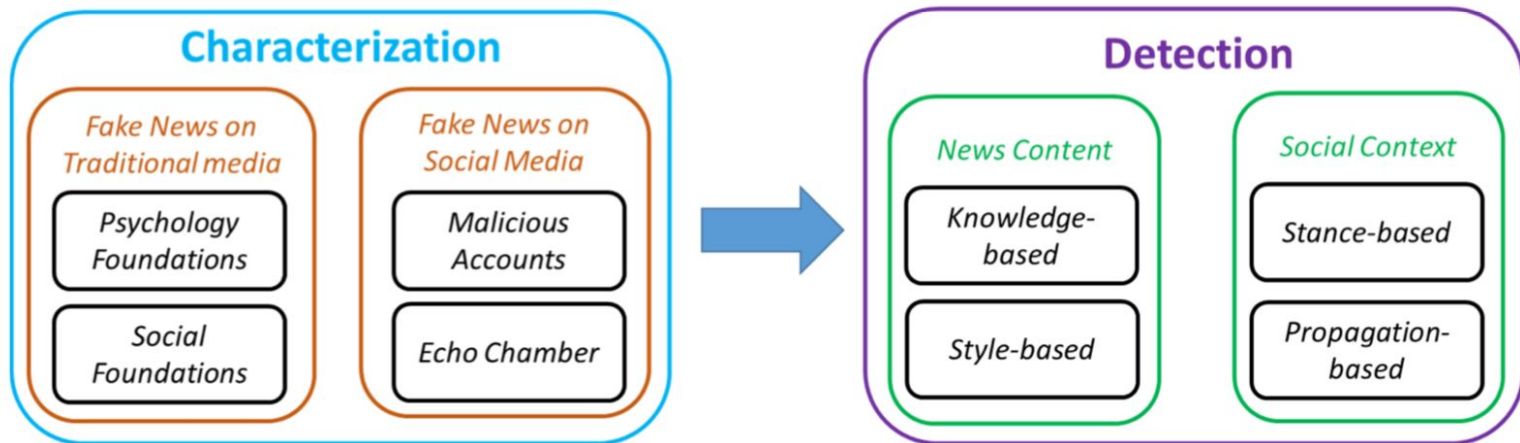 Characterization
Fake News on
Traditional media
Psychology
Foundations
Social
Foundations
Fake News on
Social Media
Malicious
Accounts
Echo Chamber
Detection
News Content
Knowledge-
based
Style-based
Social Context
Stance-based
Propagation-
based